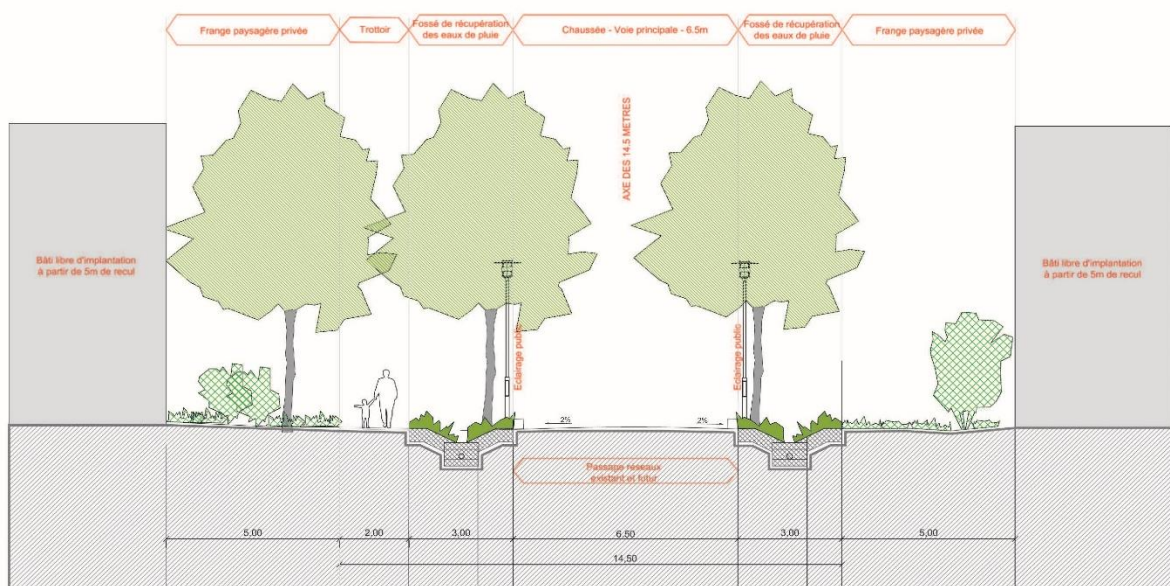 Frange paysagère privée
Trottoir
Fossé de récupération
des eaux de pluie
Chaussée - Voie principale - 6.5m
Fossé de récupération
des eaux de pluie
Frange paysagère privée
AXE DES 14.5 METRES
Bâti libre d'implantation
à partir de 5m de recul
Bâti libre d'implantation
à partir de 5m de recul
Eclairage public
Eclairage public
2%
2%
Passage réseaux
existant et futur
5,00
2,00
3,00
6,50
3,00
5,00
14,50